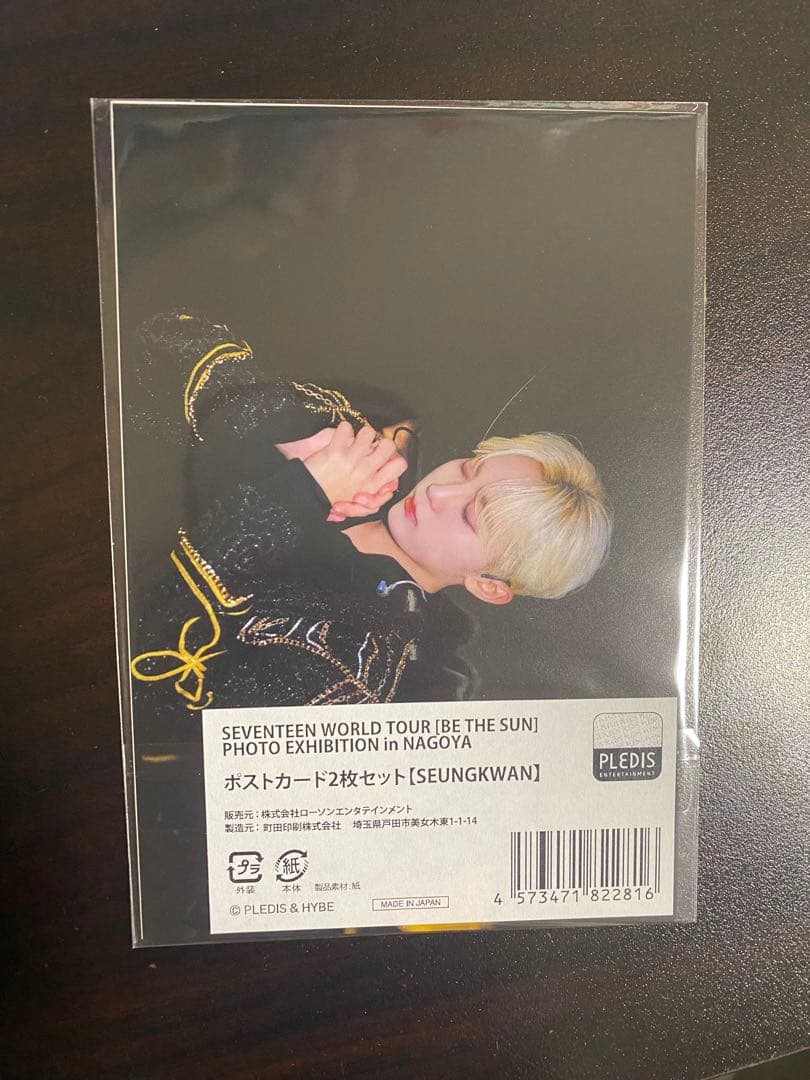 SEVENTEEN WORLD TOUR [BE THE SUN]
PHOTO EXHIBITION in NAGOYA
ポストカード2枚セット【SEUNGKWAN】
販売元：株式会社ローソンエンタテインメント
製造元：町田印刷株式会社　埼玉県戸田市美女木東1-1-14
プラ
外装
紙
本体
製品素材：紙
© PLEDIS & HYBE
MADE IN JAPAN
PLEDIS
ENTERTAINMENT
4 573471 822816